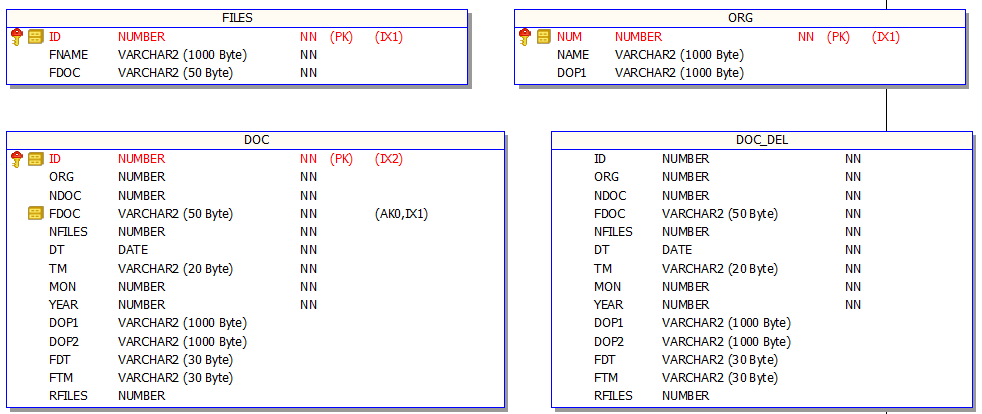 FILES
ID NUMBER NN (PK) (IX1)
FNAME VARCHAR2 (1000 Byte) NN
FDOC VARCHAR2 (50 Byte) NN
ORG
NUM NUMBER NN (PK) (IX1)
NAME VARCHAR2 (1000 Byte)
DOP1 VARCHAR2 (1000 Byte)
DOC
ID NUMBER NN (PK) (IX2)
ORG NUMBER NN
NDOC NUMBER NN
FDOC VARCHAR2 (50 Byte) NN (AK0,IX1)
NFILES NUMBER NN
DT DATE NN
TM VARCHAR2 (20 Byte) NN
MON NUMBER NN
YEAR NUMBER NN
DOP1 VARCHAR2 (1000 Byte)
DOP2 VARCHAR2 (1000 Byte)
FDT VARCHAR2 (30 Byte)
FTM VARCHAR2 (30 Byte)
RFILES NUMBER
DOC_DEL
ID NUMBER NN
ORG NUMBER NN
NDOC NUMBER NN
FDOC VARCHAR2 (50 Byte) NN
NFILES NUMBER NN
DT DATE NN
TM VARCHAR2 (20 Byte) NN
MON NUMBER NN
YEAR NUMBER NN
DOP1 VARCHAR2 (1000 Byte)
DOP2 VARCHAR2 (1000 Byte)
FDT VARCHAR2 (30 Byte)
FTM VARCHAR2 (30 Byte)
RFILES NUMBER